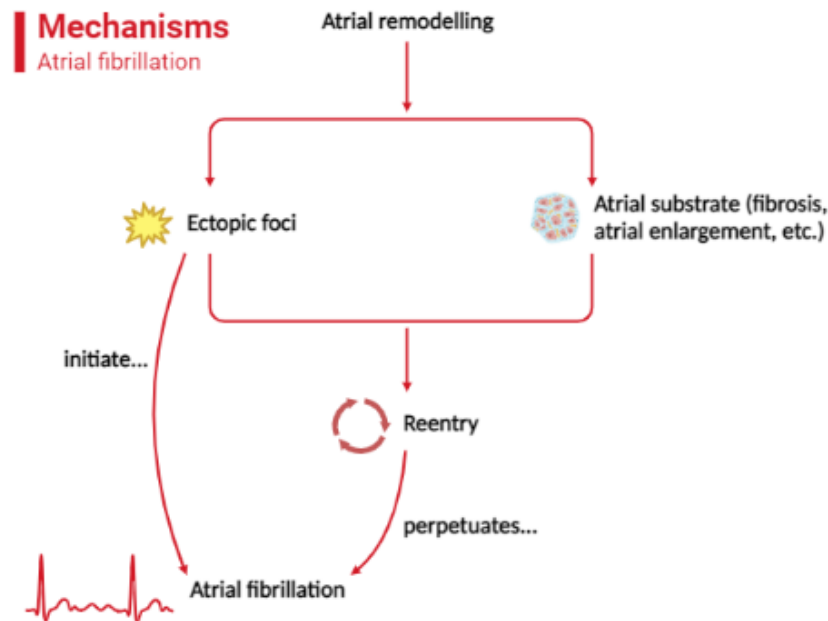 Mechanisms
Atrial fibrillation
Atrial remodelling
Ectopic foci
Atrial substrate (fibrosis,
atrial enlargement, etc.)
initiate...
Reentry
perpetuates...
Atrial fibrillation